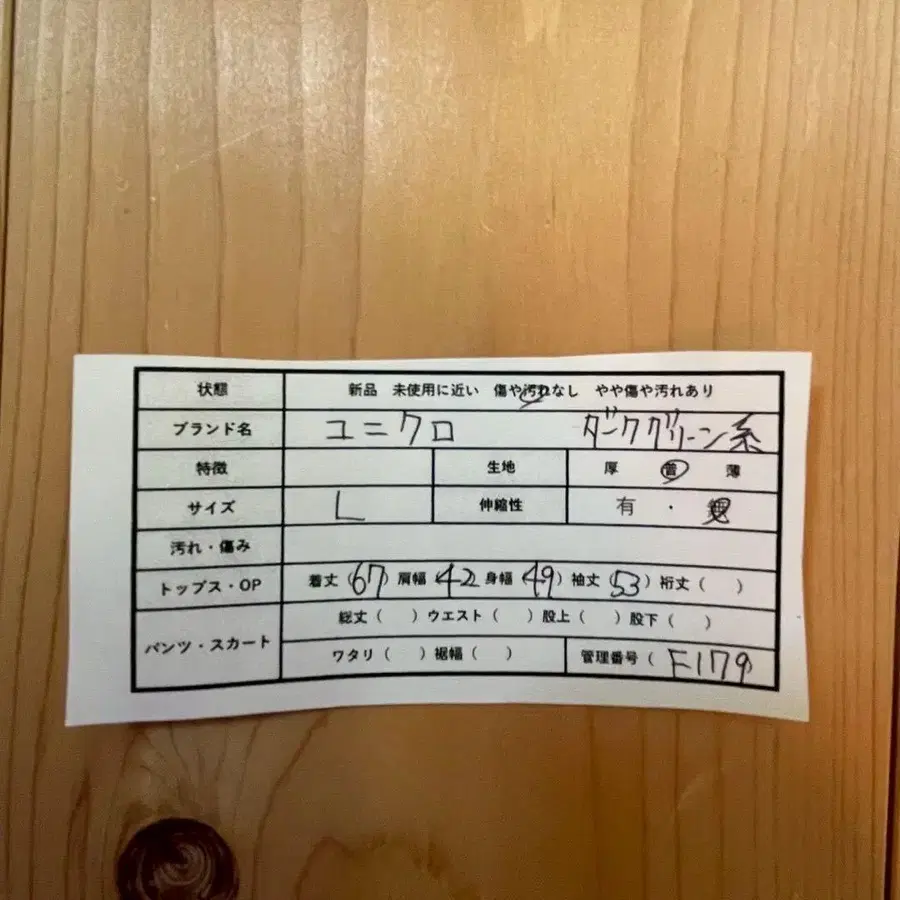 状態 新品 未使用に近い 傷や汚れなし やや傷や汚れあり
ブランド名 ユニクロ ダークグリーン系
特徴 生地 厚 普 薄
サイズ L 伸縮性 有 ・ 無
汚れ・傷み
トップス・OP 着丈(67) 肩幅(42 身幅(49) 袖丈(53) 裄丈( )
パンツ・スカート 総丈( )ウエスト( )股上( )股下( )
ワタリ( )裾幅( ) 管理番号( F179)